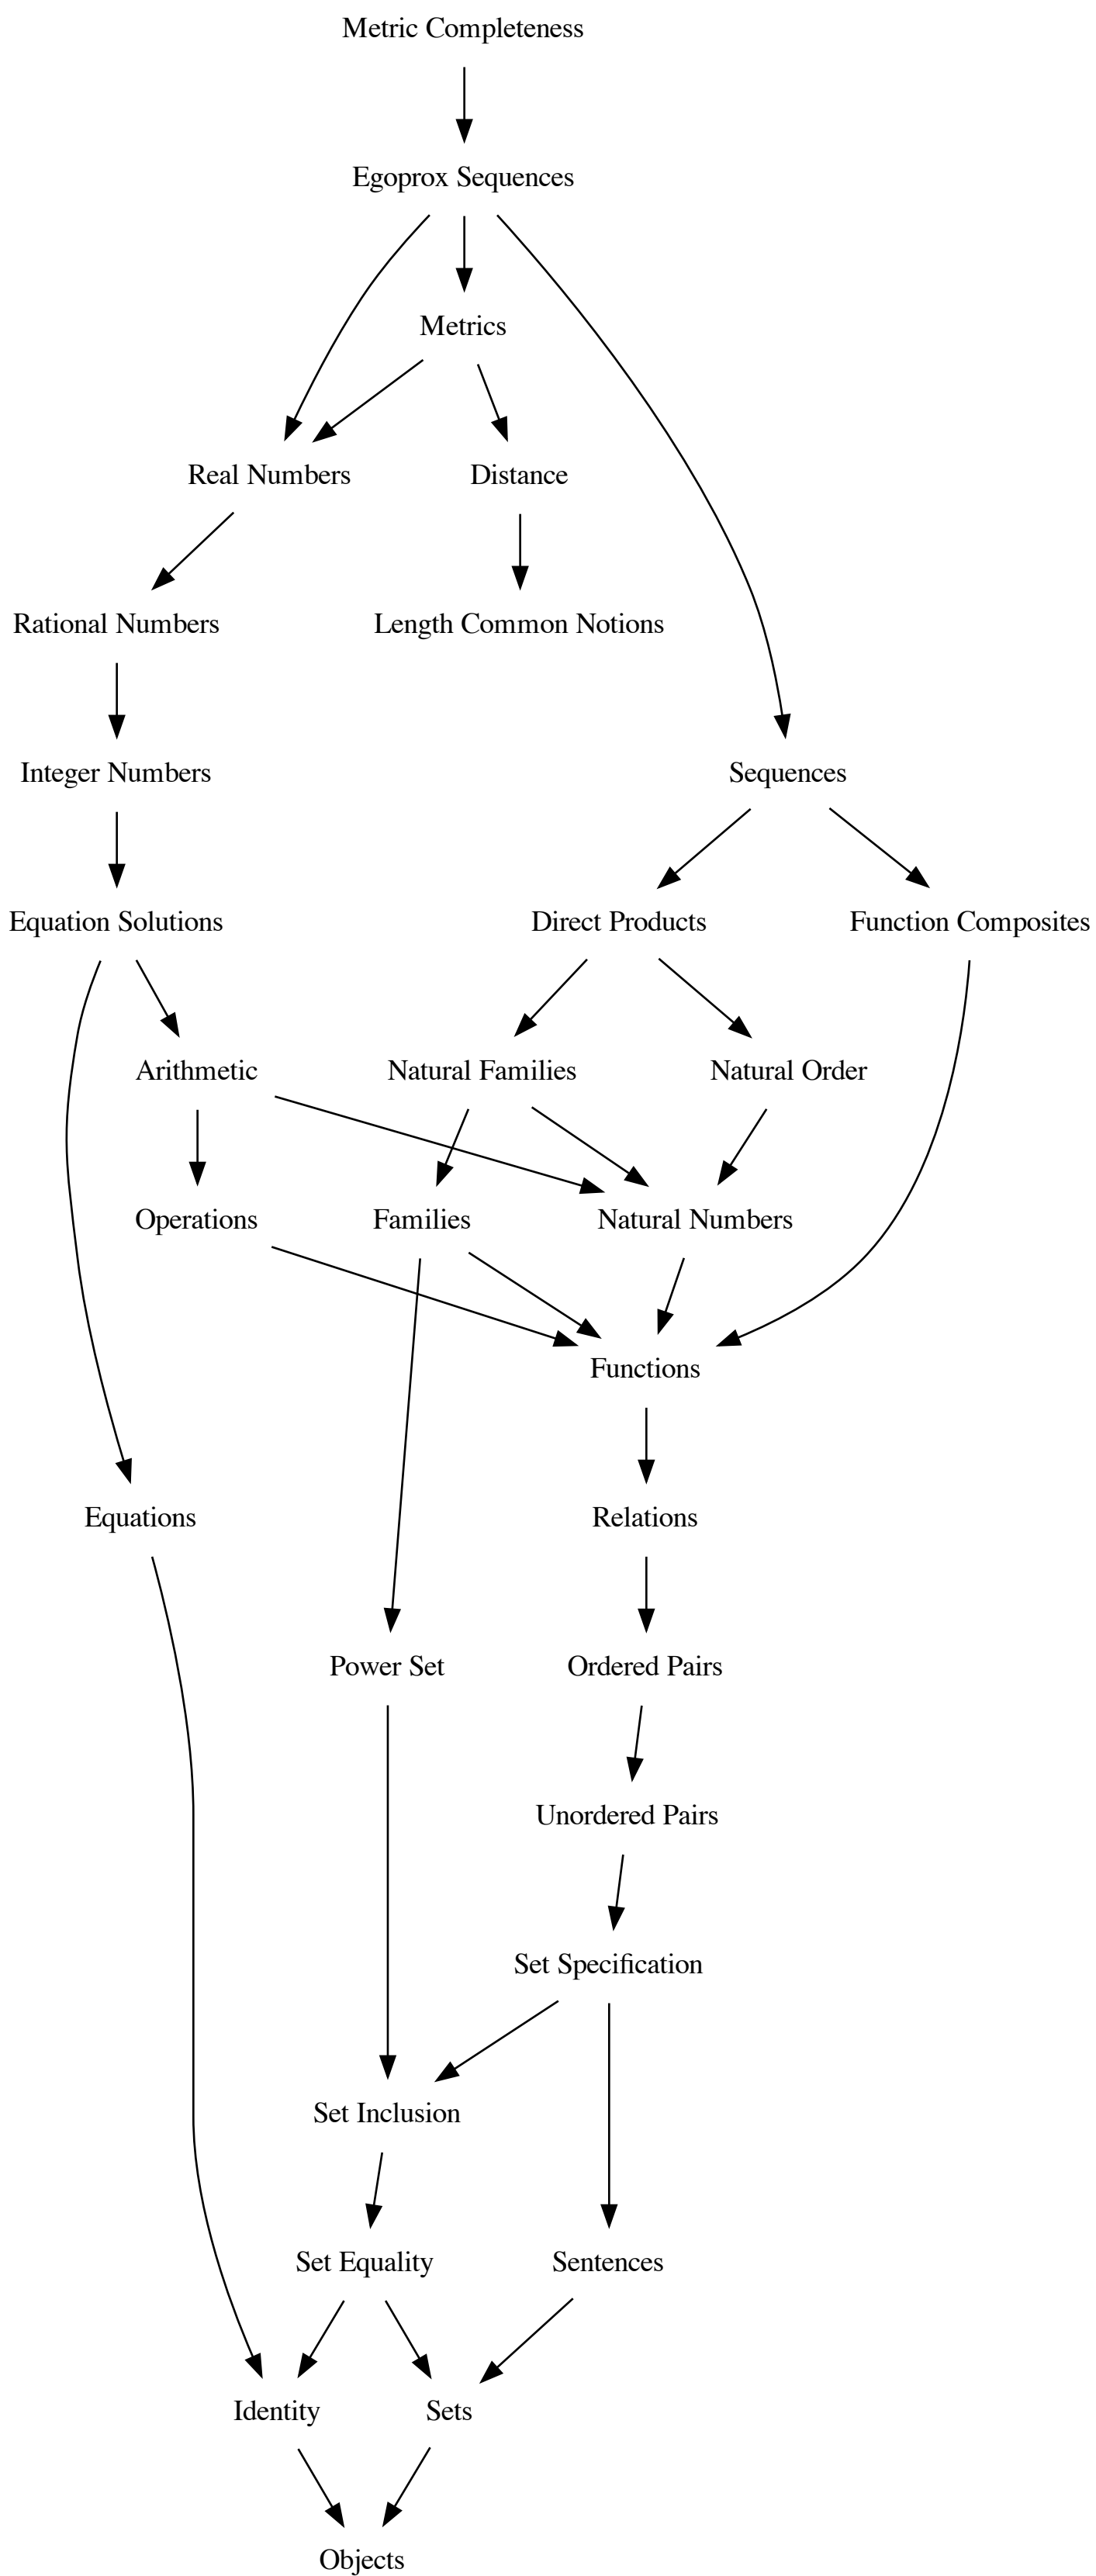 Metric Completeness
Egoprox Sequences
Metrics
Real Numbers
Distance
Rational Numbers
Length Common Notions
Integer Numbers
Sequences
Equation Solutions
Direct Products
Function Composites
Arithmetic
Natural Families
Natural Order
Operations
Families
Natural Numbers
Functions
Equations
Relations
Power Set
Ordered Pairs
Unordered Pairs
Set Specification
Set Inclusion
Set Equality
Sentences
Identity
Sets
Objects